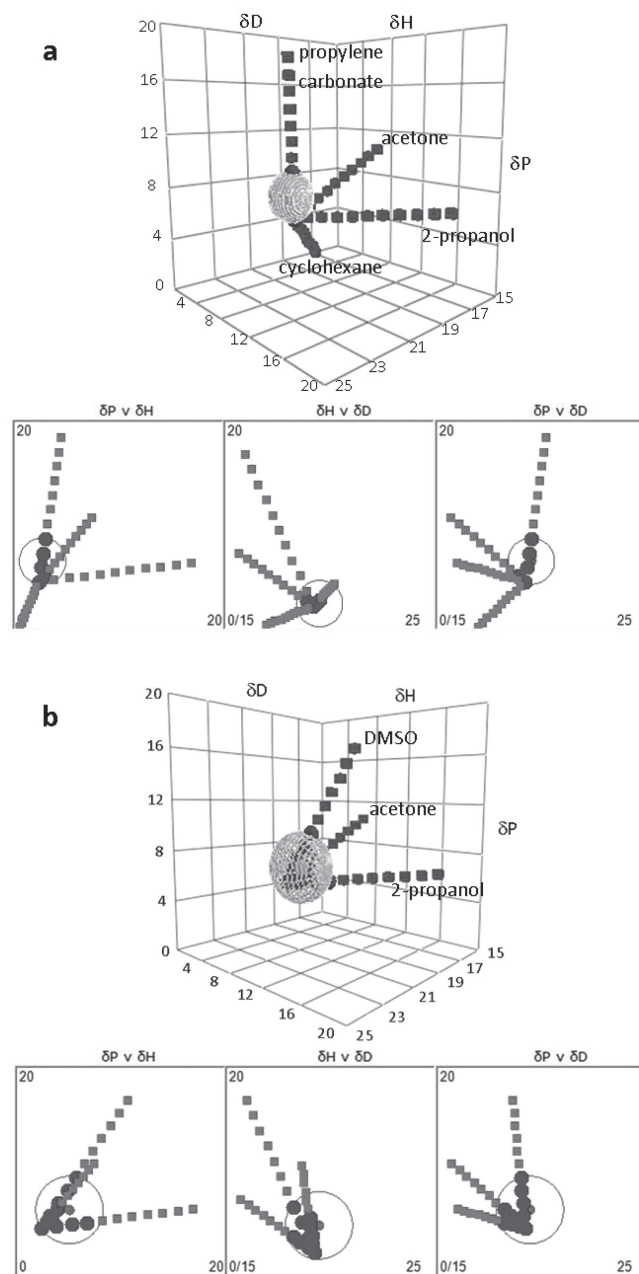 a
δD
δH
20
16
12
8
4
0
propylene
carbonate
acetone
δP
2-propanol
cyclohexane
4
8
12
16
20
15
17
19
21
23
25
δP v δH
δH v δD
δP v δD
20
20
20
20
0/15
25
0/15
25
b
δD
δH
20
16
12
8
4
0
DMSO
acetone
δP
2-propanol
4
8
12
16
20
15
17
19
21
23
25
δP v δH
δH v δD
δP v δD
20
20
20
0
20
0/15
25
0/15
25